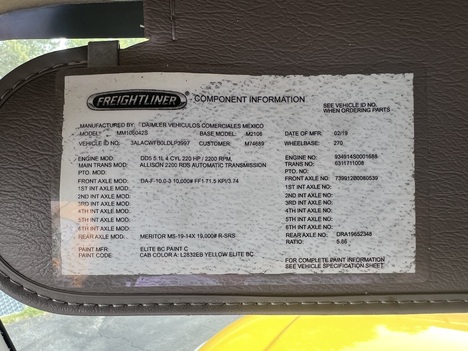 FREIGHTLINER - COMPONENT INFORMATION
SEE VEHICLE ID NO.
WHEN ORDERING PARTS
MANUFACTURED BY: DAIMLER VEHICULOS COMERCIALES MEXICO
MODEL: MM106042S BASE MODEL: M2106 DATE OF MFG: 02/19
VEHICLE ID NO: CUSTOMER: M74689 WHEELBASE: 270
ENGINE MOD: DD5 5.1L 4 CYL 220 HP / 2200 RPM, ENGINE NO: 934914S0001689
MAIN TRANS MOD: ALLISON 2200 RDS AUTOMATIC TRANSMISSION MAIN TRANS NO: 6311711008
PTO. MOD: PTO. NO:
FRONT AXLE MOD: DA-F-10.0-3 10,000# FF1 71.5 KPI/3.74 FRONT AXLE NO: 73991280080539
1ST INT AXLE MOD: 1ST INT AXLE NO:
2ND INT AXLE MOD: 2ND INT AXLE NO:
3RD INT AXLE MOD: 3RD INT AXLE NO:
4TH INT AXLE MOD: 4TH INT AXLE NO:
5TH INT AXLE MOD: 5TH INT AXLE NO:
6TH INT AXLE MOD: 6TH INT AXLE NO:
REAR AXLE MOD: MERITOR MS-19-14X 19,000# R-SRS REAR AXLE NO: DRA19652348
RATIO: 5.86
PAINT MFR: ELITE BC PAINT C
PAINT CODE CAB COLOR A: L2632EB YELLOW ELITE BC
FOR COMPLETE PAINT INFORMATION
SEE VEHICLE SPECIFICATION SHEET